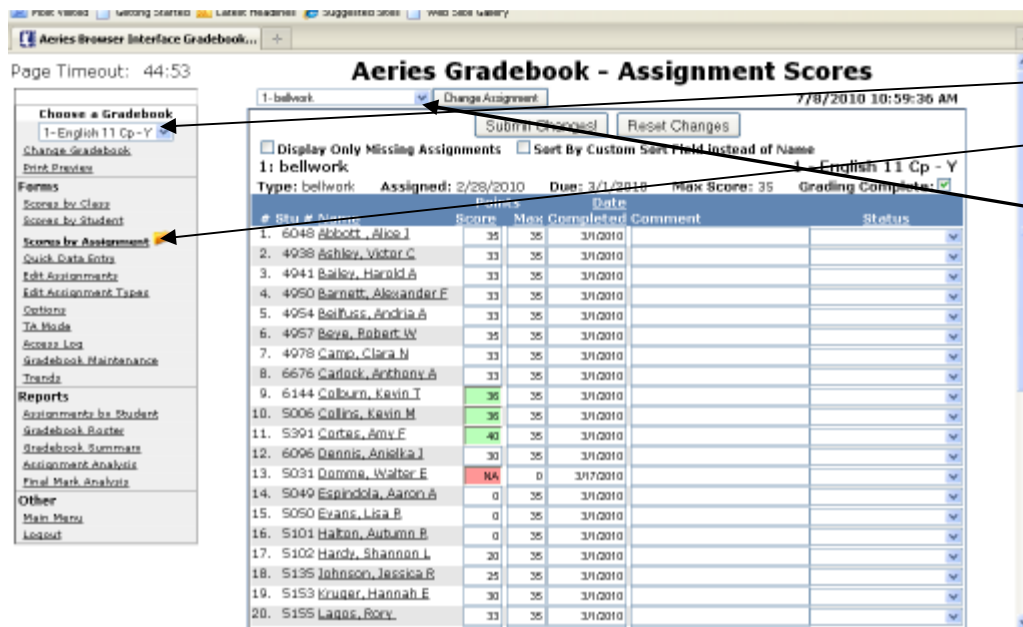 Most Visited Getting Started Latest Headlines Suggested Sites Web Slice Gallery
Aeries Browser Interface Gradebook...
Page Timeout: 44:53
Aeries Gradebook - Assignment Scores
1-bellwork Change Assignment 7/8/2010 10:59:36 AM
Choose a Gradebook
1-English 11 Cp-Y
Change Gradebook
Print Preview
Forms
Scores by Class
Scores by Student
Scores by Assignment
Quick Data Entry
Edit Assignments
Edit Assignment Types
Options
TA Mode
Access Log
Gradebook Maintenance
Trends
Reports
Assignments by Student
Gradebook Roster
Gradebook Summary
Assignment Analysis
Final Mark Analysis
Other
Main Menu
Logout
Submit Changes! Reset Changes
Display Only Missing Assignments Sort By Custom Sort Field instead of Name
1: bellwork 1 - English 11 Cp - Y
Type: bellwork Assigned: 2/28/2010 Due: 3/1/2010 Max Score: 35 Grading Complete:
Points Date
# Stu # Name Score Max Completed Comment Status
1. 6048 Abbott, Alice J 35 35 3/1/2010
2. 4938 Ashley, Victor C 33 35 3/1/2010
3. 4941 Bailey, Harold A 33 35 3/1/2010
4. 4950 Barnett, Alexander F 33 35 3/1/2010
5. 4954 Beilfuss, Andria A 33 35 3/1/2010
6. 4957 Beye, Robert W 35 35 3/1/2010
7. 4978 Camp, Clara N 33 35 3/1/2010
8. 6676 Carlock, Anthony A 33 35 3/1/2010
9. 6144 Colburn, Kevin T 36 35 3/1/2010
10. 5006 Collins, Kevin M 36 35 3/1/2010
11. 5391 Cortes, Amy F 40 35 3/1/2010
12. 6096 Dennis, Anielka J 30 35 3/1/2010
13. 5031 Domme, Walter E NA 0 3/17/2010
14. 5049 Espindola, Aaron A 0 35 3/1/2010
15. 5050 Evans, Lisa R 0 35 3/1/2010
16. 5101 Halton, Autumn R 0 35 3/1/2010
17. 5102 Hardy, Shannon L 20 35 3/1/2010
18. 5135 Johnson, Jessica R 25 35 3/1/2010
19. 5153 Kruger, Hannah E 30 35 3/1/2010
20. 5155 Lagos, Rory 33 35 3/1/2010